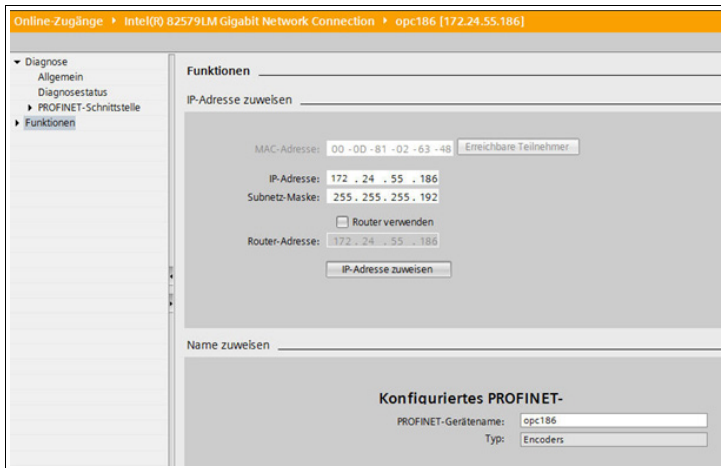 Online-Zugänge ▸ Intel(R) 82579LM Gigabit Network Connection ▸ opc186 [172.24.55.186]
Diagnose
Allgemein
Diagnosestatus
PROFINET-Schnittstelle
Funktionen
Funktionen
IP-Adresse zuweisen
MAC-Adresse: 00 -0D -81 -02 -63 -48 Erreichbare Teilnehmer
IP-Adresse: 172 . 24 . 55 . 186
Subnetz-Maske: 255 . 255 . 255 . 192
Router verwenden
Router-Adresse: 172 . 24 . 55 . 186
IP-Adresse zuweisen
Name zuweisen
Konfiguriertes PROFINET-
PROFINET-Gerätename: opc186
Typ: Encoders